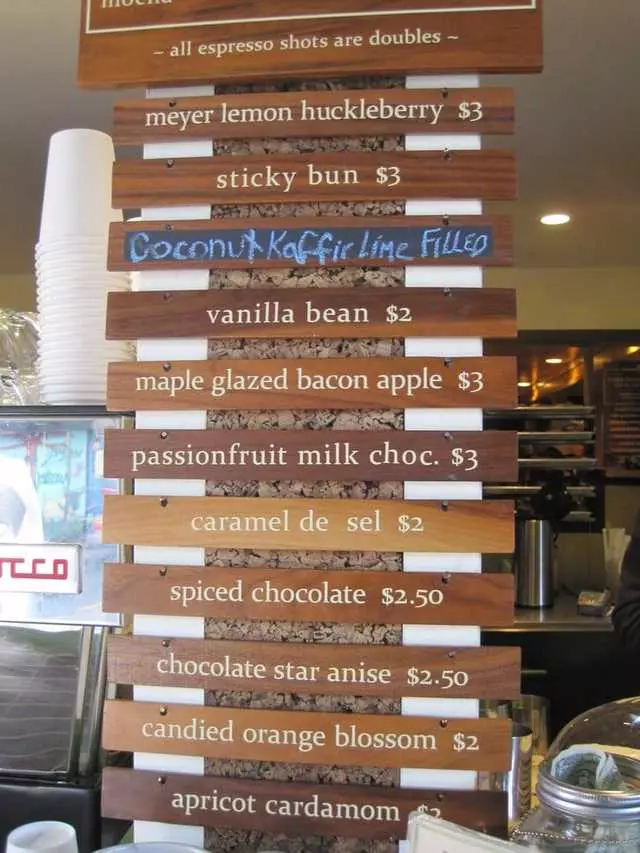 mocha
~ all espresso shots are doubles ~
meyer lemon huckleberry $3
sticky bun $3
Coconut Kaffir Lime FILLED
vanilla bean $2
maple glazed bacon apple $3
passionfruit milk choc. $3
caramel de sel $2
spiced chocolate $2.50
chocolate star anise $2.50
candied orange blossom $2
apricot cardamom $2